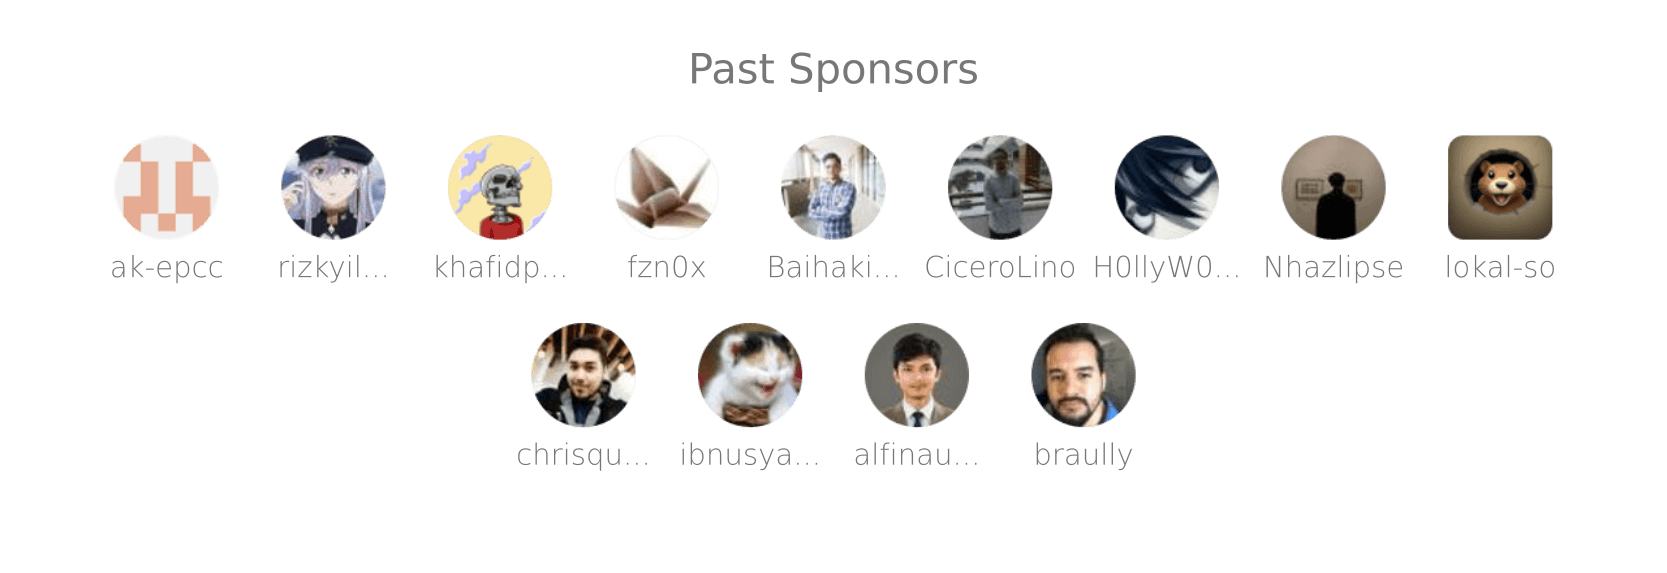 Past Sponsors
ak-epcc rizkyil... khafidp... fzn0x Baihaki... CiceroLino H0llyW0... Nhazlipse lokal-so
chrisqu... ibnusya... alfinau... braully